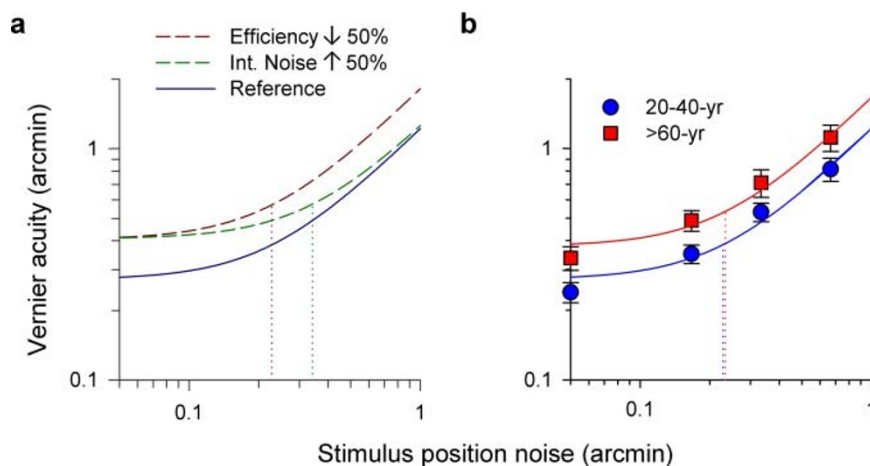 a
Efficiency ↓ 50%
Int. Noise ↑ 50%
Reference
1
0.1
0.1
1
Vernier acuity (arcmin)
b
20-40-yr
>60-yr
1
0.1
0.1
1
Stimulus position noise (arcmin)